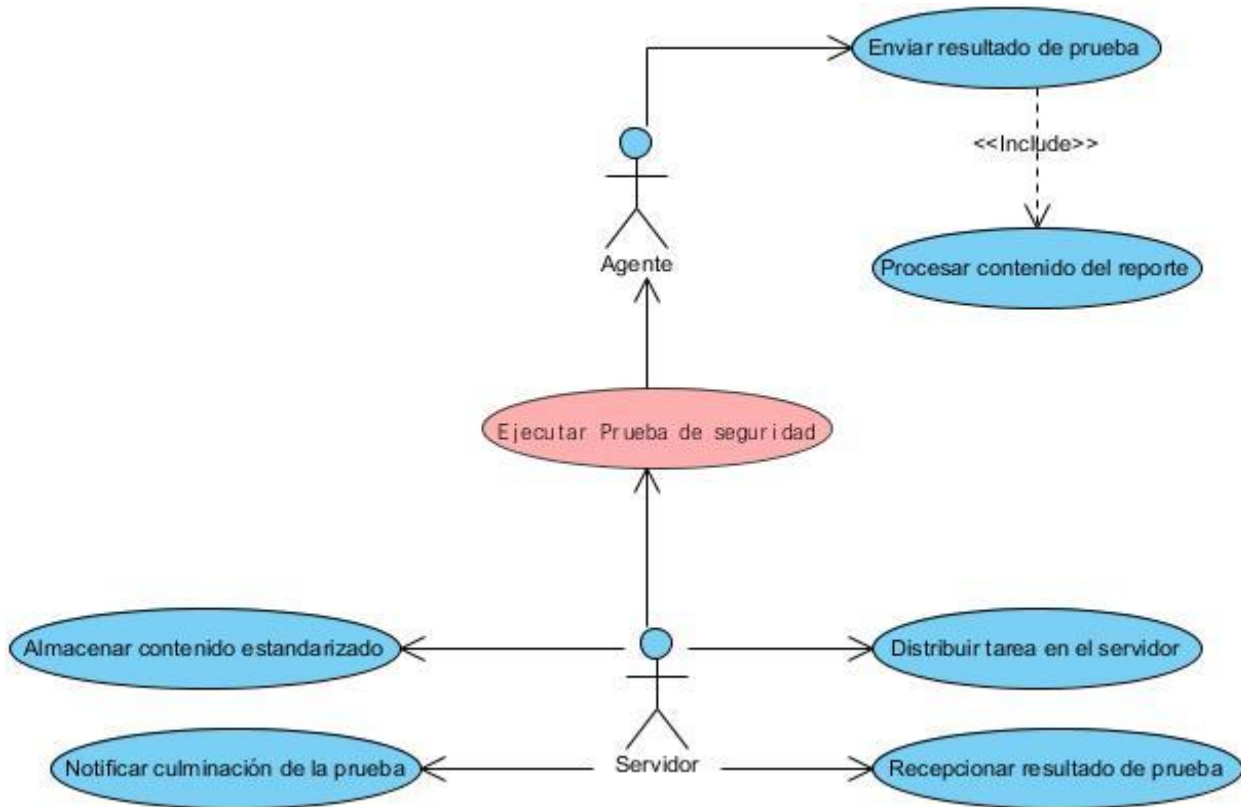 Enviar resultado de prueba
<<Include>>
Procesar contenido del reporte
Agente
Ejecutar Prueba de seguridad
Almacenar contenido estandarizado
Distribuir tarea en el servidor
Notificar culminación de la prueba
Servidor
Recepcionar resultado de prueba